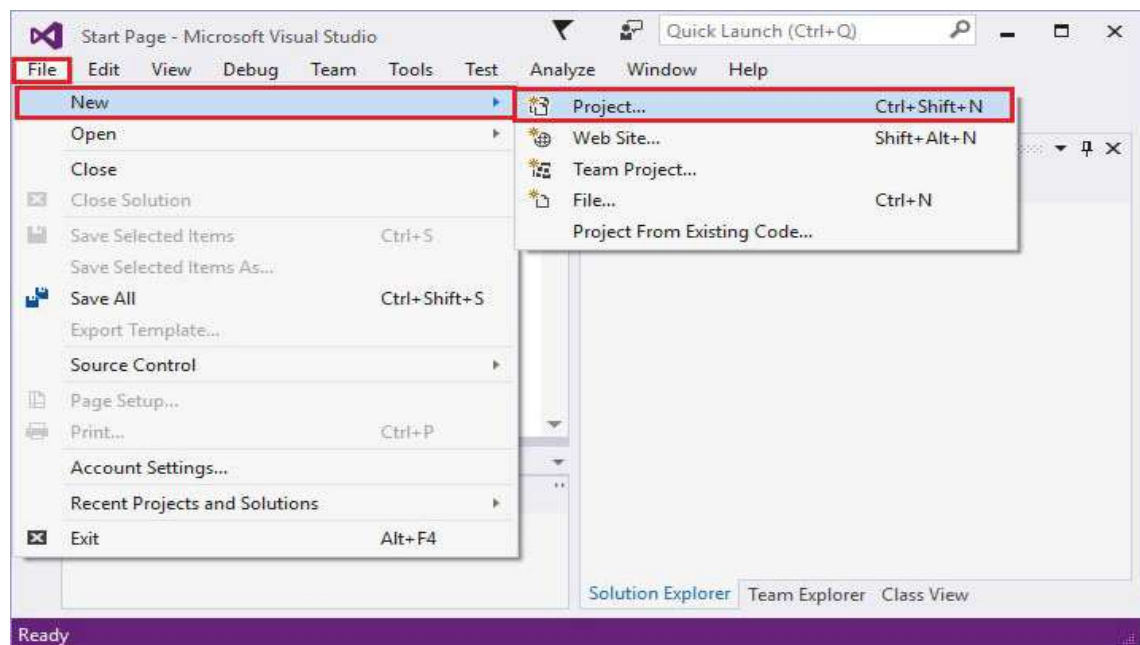 Start Page - Microsoft Visual Studio
Quick Launch (Ctrl+Q)
File Edit View Debug Team Tools Test Analyze Window Help
New
Open
Close
Close Solution
Save Selected Items Ctrl+S
Save Selected Items As...
Save All Ctrl+Shift+S
Export Template...
Source Control
Page Setup...
Print... Ctrl+P
Account Settings...
Recent Projects and Solutions
Exit Alt+F4
Project... Ctrl+Shift+N
Web Site... Shift+Alt+N
Team Project...
File... Ctrl+N
Project From Existing Code...
Solution Explorer Team Explorer Class View
Ready